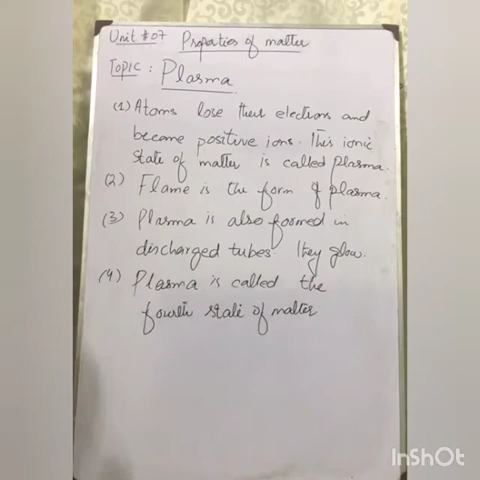 Unit # 07 Properties of matter
Topic : Plasma
(1) Atoms lose their electrons and
become positive ions. This ionic
state of matter is called plasma.
(2) Flame is the form of plasma.
(3) Plasma is also formed in
discharged tubes. They glow.
(4) Plasma is called the
fourth state of matter
InShOt